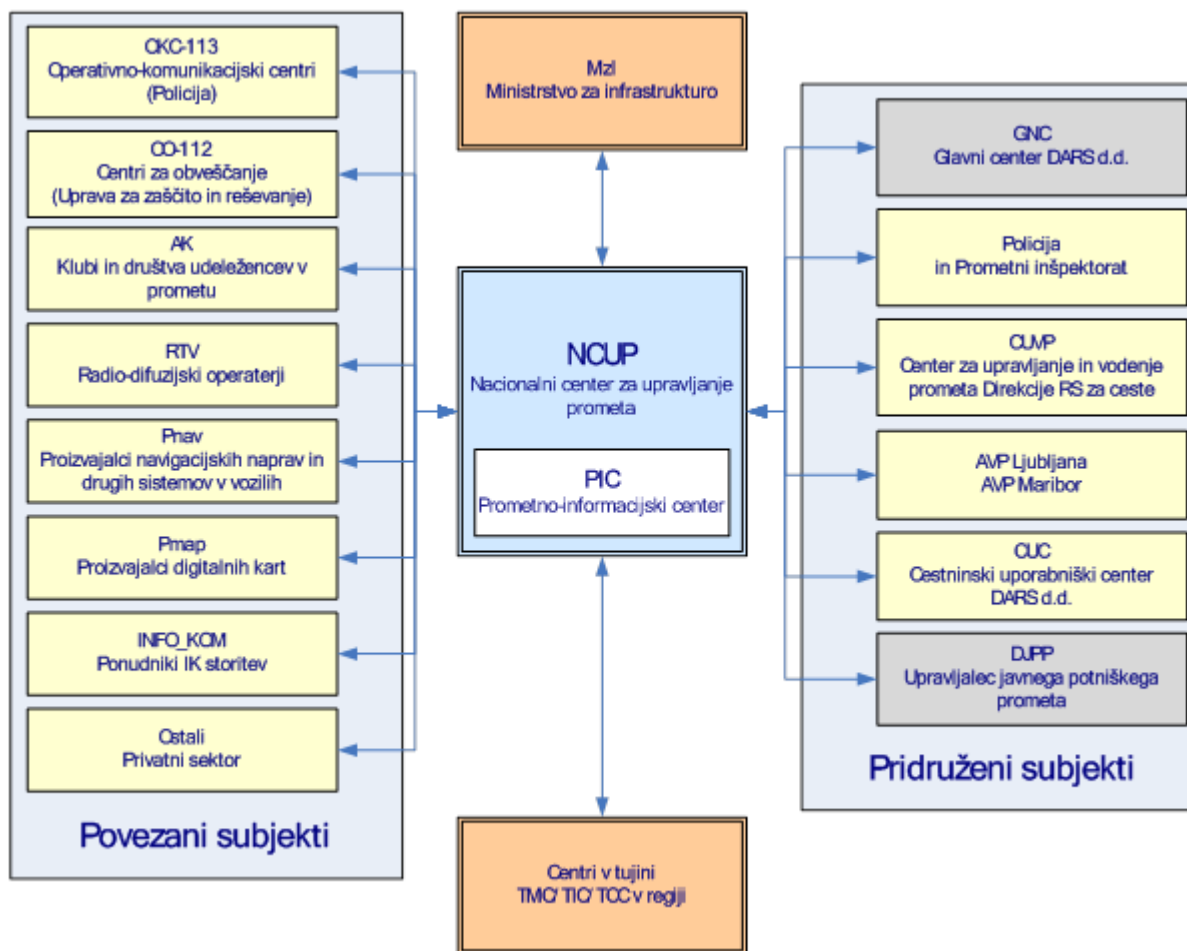 OKC-113
Operativno-komunikacijski centri
(Policija)
CO-112
Centri za obveščanje
(Uprava za zaščito in reševanje)
AK
Klubi in društva udeležencev v
prometu
RTV
Radio-difuzijski operaterji
Pnav
Proizvajalci navigacijskih naprav in
drugih sistemov v vozilih
Pmap
Proizvajalci digitalnih kart
INFO_KOM
Ponudniki IK storitev
Ostali
Privatni sektor
Povezani subjekti
MzI
Ministrstvo za infrastrukturo
NCUP
Nacionalni center za upravljanje
prometa
PIC
Prometno-informacijski center
Centri v tujini
TMC/ TIC/ TCC v regiji
GNC
Glavni center DARS d.d.
Policija
in Prometni inšpektorat
CUVP
Center za upravljanje in vodenje
prometa Direkcije RS za ceste
AVP Ljubljana
AVP Maribor
CUC
Cestninski uporabniški center
DARS d.d.
DJPP
Upravljalec javnega potniškega
prometa
Pridruženi subjekti